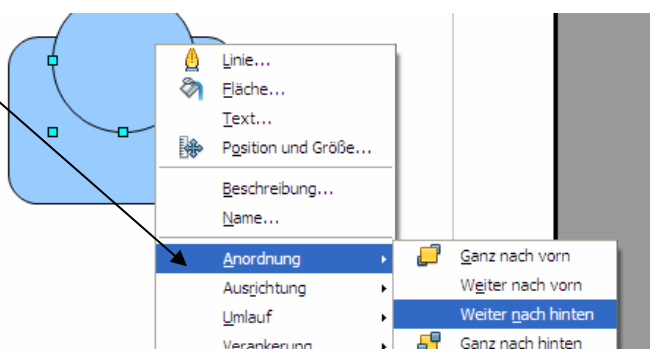 Linie...
Fläche...
Text...
Position und Größe...
Beschreibung...
Name...
Anordnung
Ausrichtung
Umlauf
Verankerung
Ganz nach vorn
Weiter nach vorn
Weiter nach hinten
Ganz nach hinten